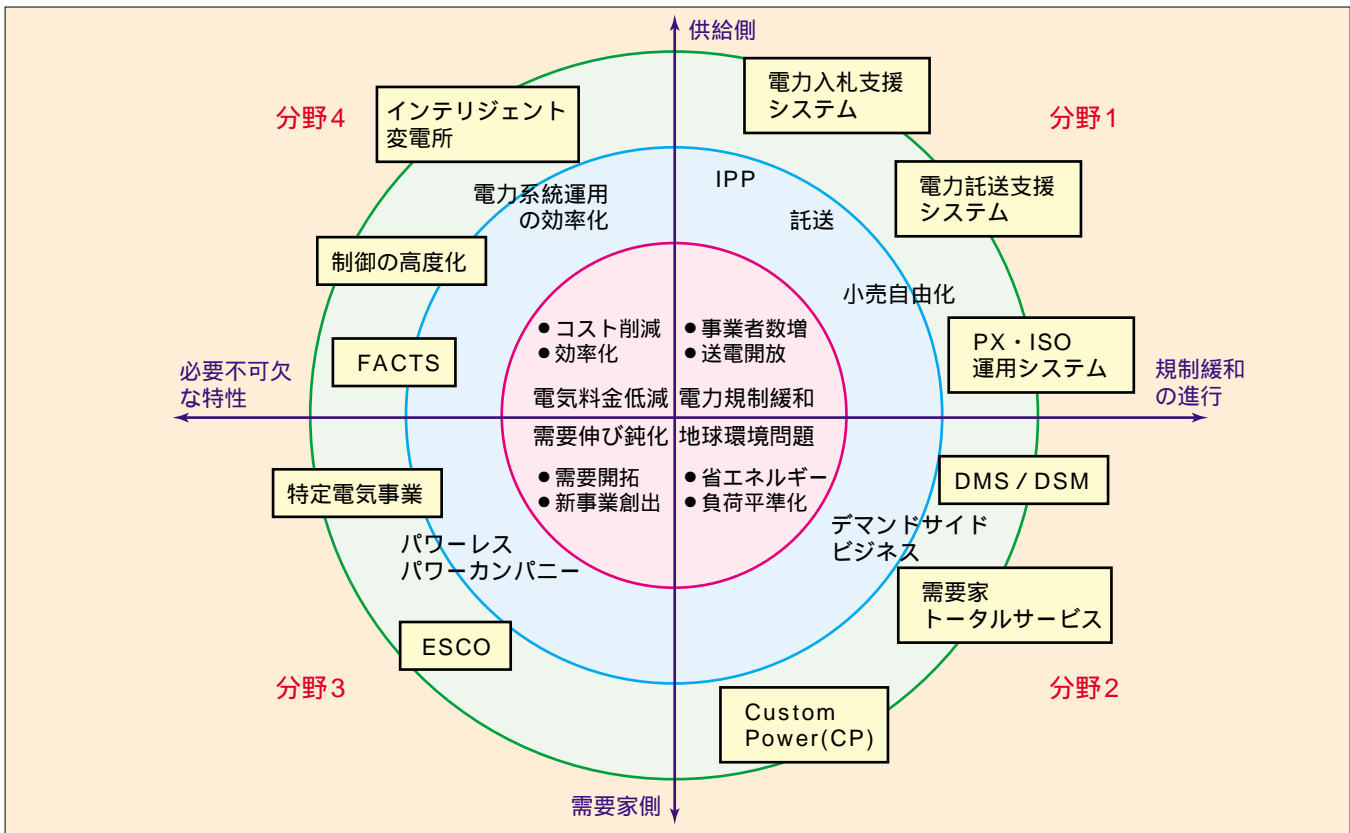 供給側
電力入札支援
システム
インテリジェント
変電所
分野4
分野1
電力託送支援
システム
IPP
電力系統運用
の効率化
託送
制御の高度化
小売自由化
●コスト削減
●効率化
●事業者数増
●送電開放
PX・ISO
運用システム
FACTS
必要不可欠
な特性
規制緩和
の進行
電気料金低減
電力規制緩和
需要伸び鈍化
地球環境問題
●需要開拓
●新事業創出
●省エネルギー
●負荷平準化
特定電気事業
DMS/DSM
パワーレス
パワーカンパニー
デマンドサイド
ビジネス
需要家
トータルサービス
ESCO
分野3
分野2
Custom
Power(CP)
需要家側